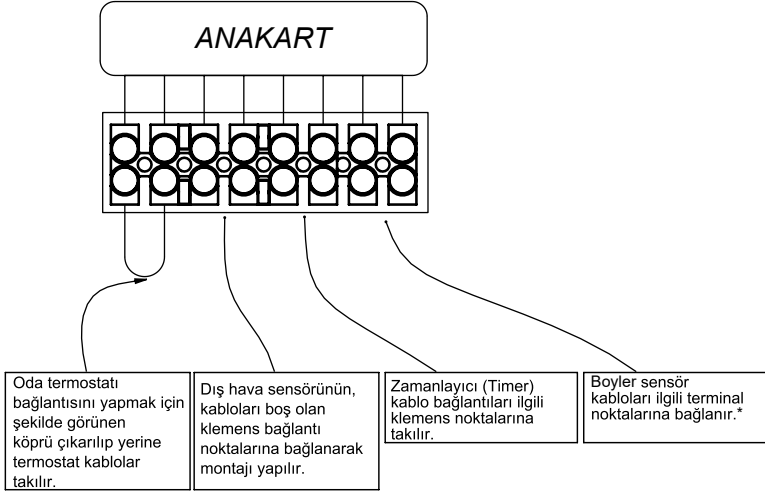 ANAKART
Oda termostatı
bağlantısını yapmak için
şekilde görünen
köprü çıkarılıp yerine
termostat kablolar
takılır.
Dış hava sensörünün,
kabloları boş olan
klemens bağlantı
noktalarına bağlanarak
montajı yapılır.
Zamanlayıcı (Timer)
kablo bağlantıları ilgili
klemens noktalarına
takılır.
Boyler sensör
kabloları ilgili terminal
noktalarına bağlanır.*